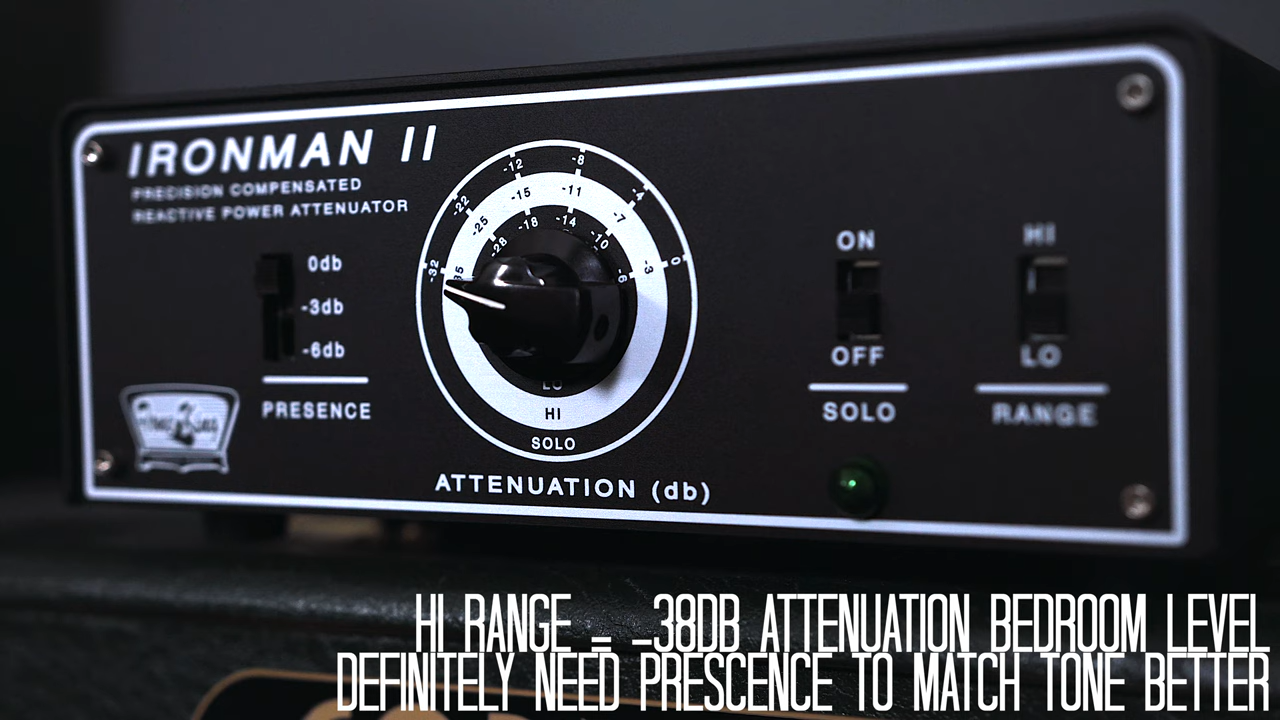 IRONMAN II
PRECISION COMPENSATED
REACTIVE POWER ATTENUATOR
0db
-3db
-6db
PRESENCE
-32 -22 -12 -8 -4 0
-25 -15 -11 -7 -3
-28 -18 -14 -10 -6
LO
HI
SOLO
ATTENUATION (db)
ON
OFF
SOLO
HI
LO
RANGE
HI RANGE = -38DB ATTENUATION BEDROOM LEVEL
DEFINITELY NEED PRESCENCE TO MATCH TONE BETTER